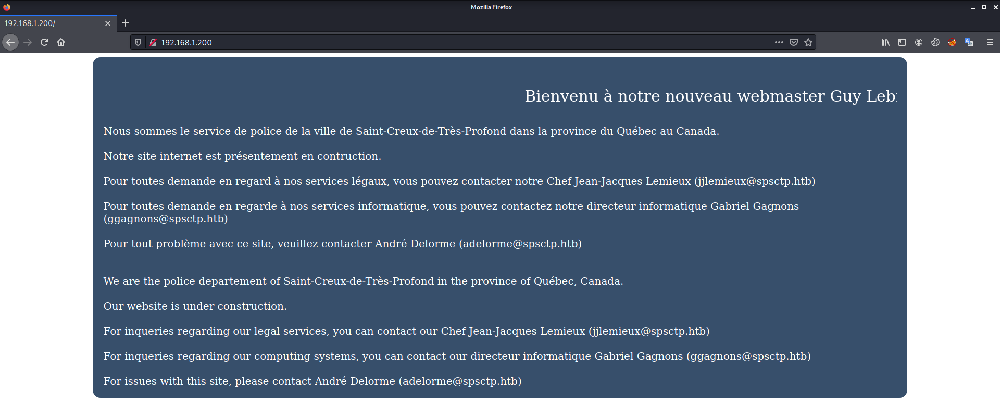 Mozilla Firefox
192.168.1.200/
192.168.1.200
Bienvenu à notre nouveau webmaster Guy
Nous sommes le service de police de la ville de Saint-Creux-de-Très-Profond dans la province du Québec au Canada.
Notre site internet est présentement en contruction.
Pour toutes demande en regard à nos services légaux, vous pouvez contacter notre Chef Jean-Jacques Lemieux (jjlemieux@spsctp.htb)
Pour toutes demande en regarde à nos services informatique, vous pouvez contactez notre directeur informatique Gabriel Gagnons
(ggagnons@spsctp.htb)
Pour tout problème avec ce site, veuillez contacter André Delorme (adelorme@spsctp.htb)
We are the police departement of Saint-Creux-de-Très-Profond in the province of Québec, Canada.
Our website is under construction.
For inqueries regarding our legal services, you can contact our Chef Jean-Jacques Lemieux (jjlemieux@spsctp.htb)
For inqueries regarding our computing systems, you can contact our directeur informatique Gabriel Gagnons (ggagnons@spsctp.htb)
For issues with this site, please contact André Delorme (adelorme@spsctp.htb)